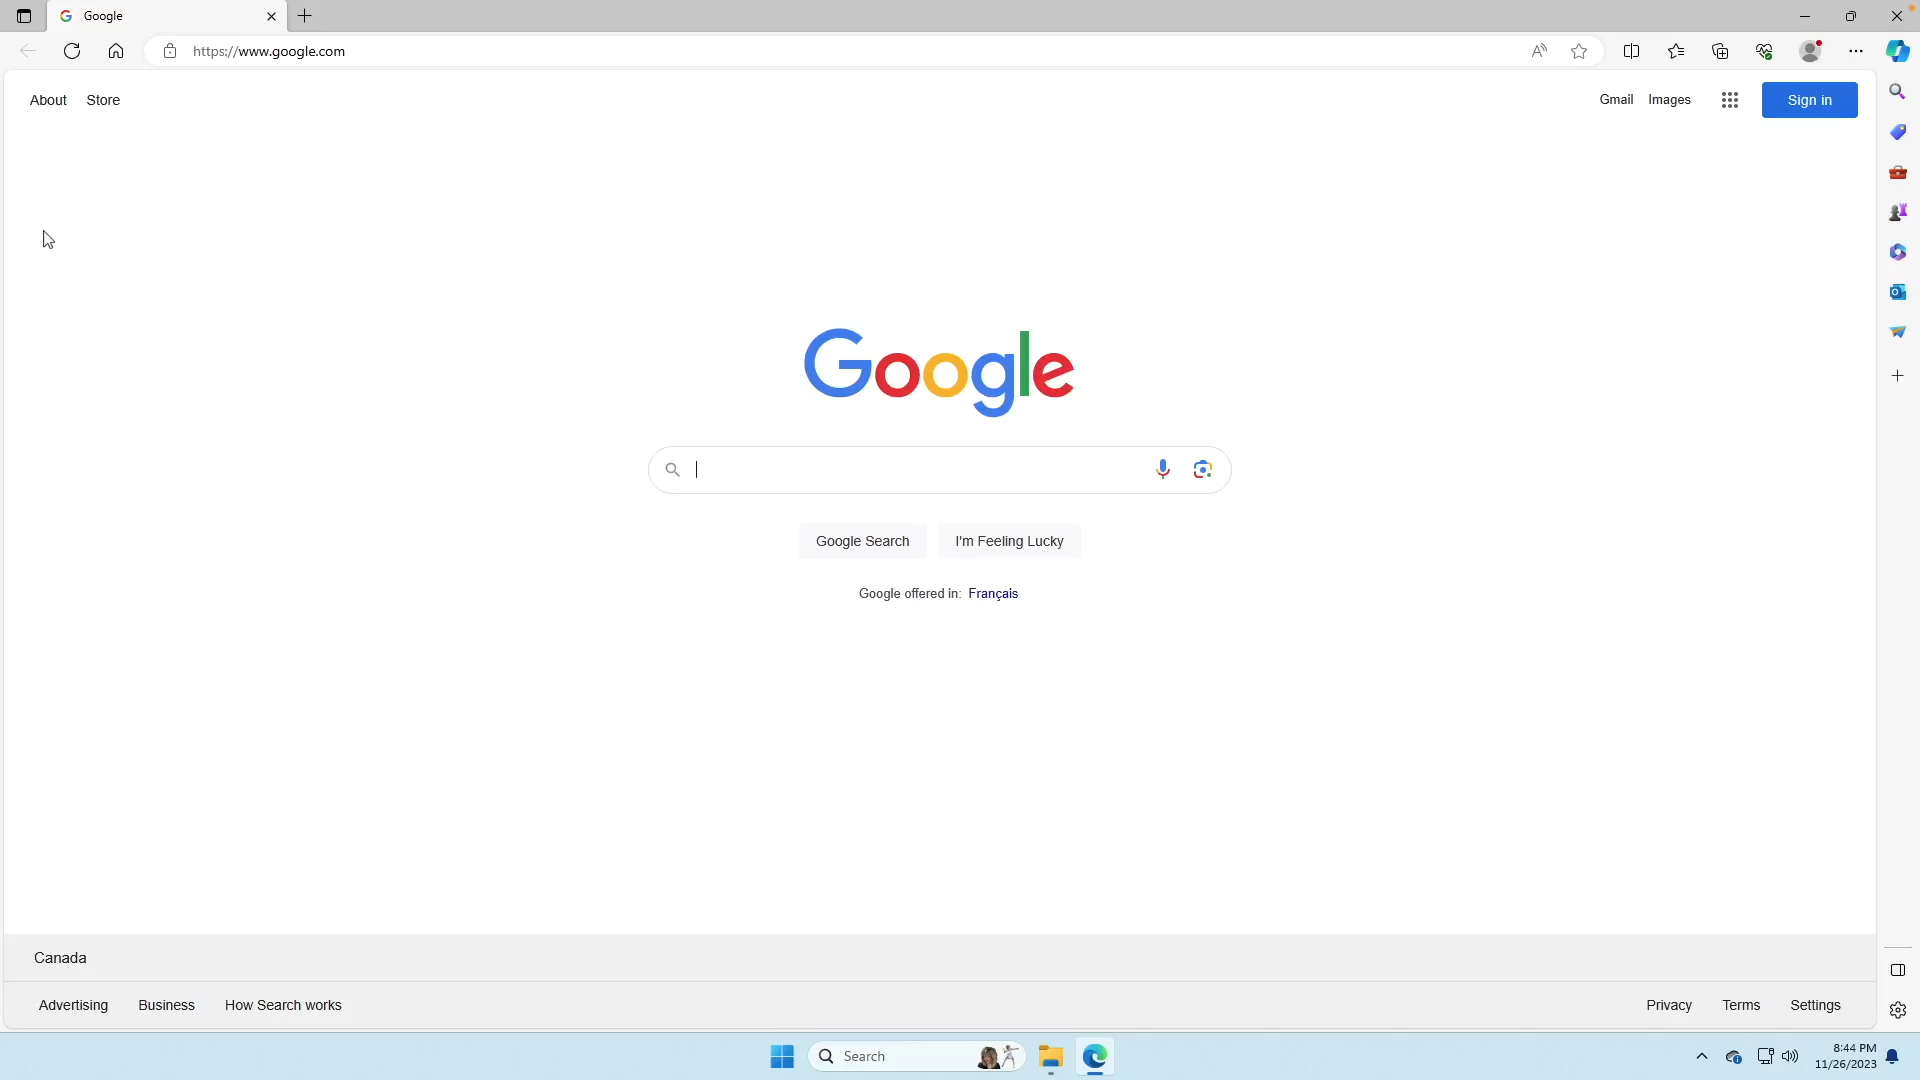 Google
https://www.google.com
About Store
Gmail Images Sign in
Google
Google Search I'm Feeling Lucky
Google offered in: Français
Canada
Advertising Business How Search works
Privacy Terms Settings
Search
8:44 PM
11/26/2023